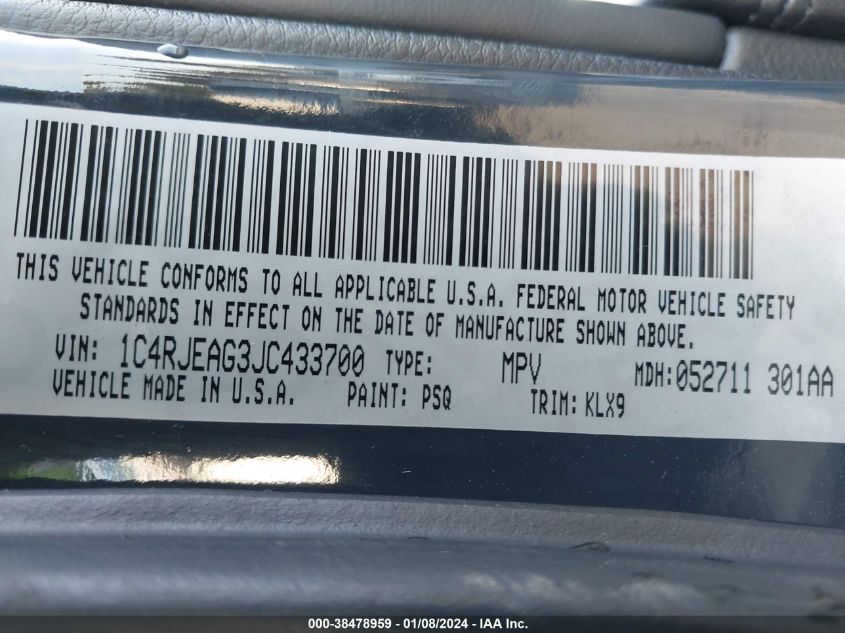 THIS VEHICLE CONFORMS TO ALL APPLICABLE U.S.A. FEDERAL MOTOR VEHICLE SAFETY
STANDARDS IN EFFECT ON THE DATE OF MANUFACTURE SHOWN ABOVE.
VIN: 1C4RJEAG3JC433700 TYPE: MPV MDH:052711 301AA
VEHICLE MADE IN U.S.A. PAINT: PSQ TRIM: KLX9
000-38478959 - 01/08/2024 - IAA Inc.